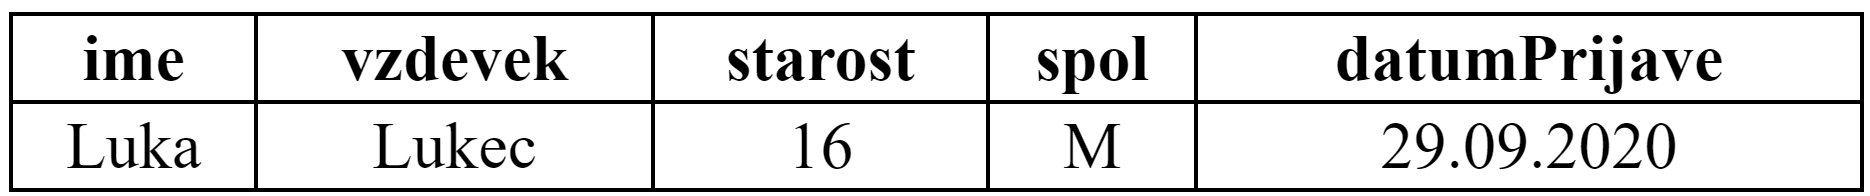 ime vzdevek starost spol datumPrijave
Luka Lukec 16 M 29.09.2020